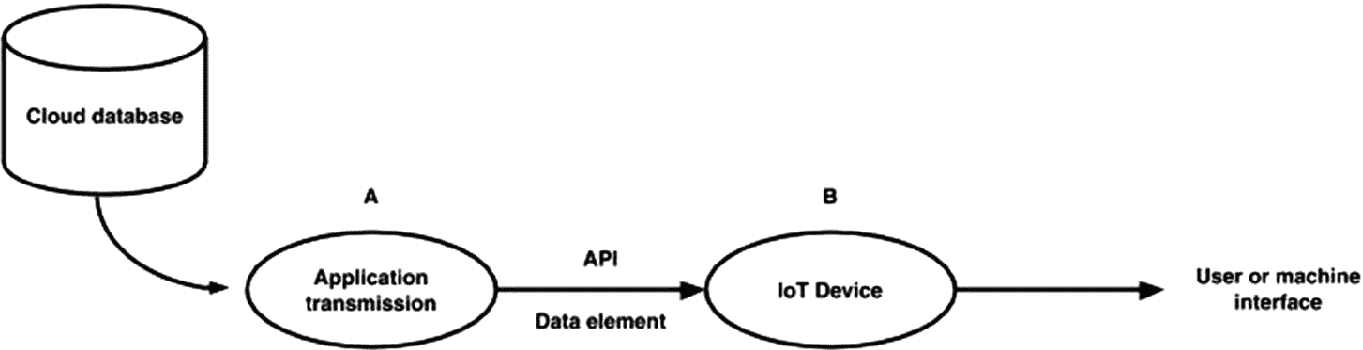 Cloud database
A
B
Application
transmission
API
Data element
IoT Device
User or machine
interface